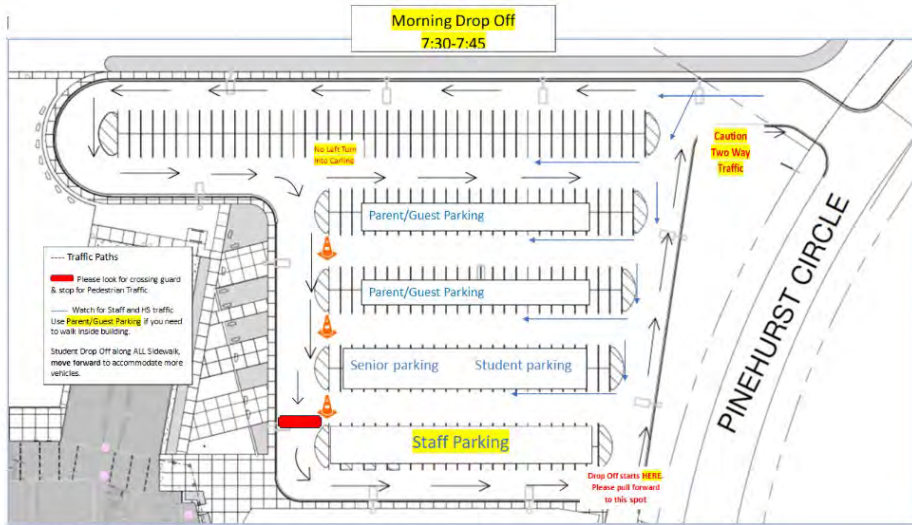 Morning Drop Off
7:30-7:45
No Left Turn
Into Carline
Caution
Two Way
Traffic
Parent/Guest Parking
Parent/Guest Parking
Senior parking Student parking
Staff Parking
PINEHURST CIRCLE
---- Traffic Paths
Please look for crossing guard
& stop for Pedestrian Traffic.
Watch for Staff and HS traffic
Use Parent/Guest Parking if you need
to walk inside building.
Student Drop Off along ALL Sidewalk,
move forward to accommodate more
vehicles.
Drop Off starts HERE.
Please pull forward
to this spot